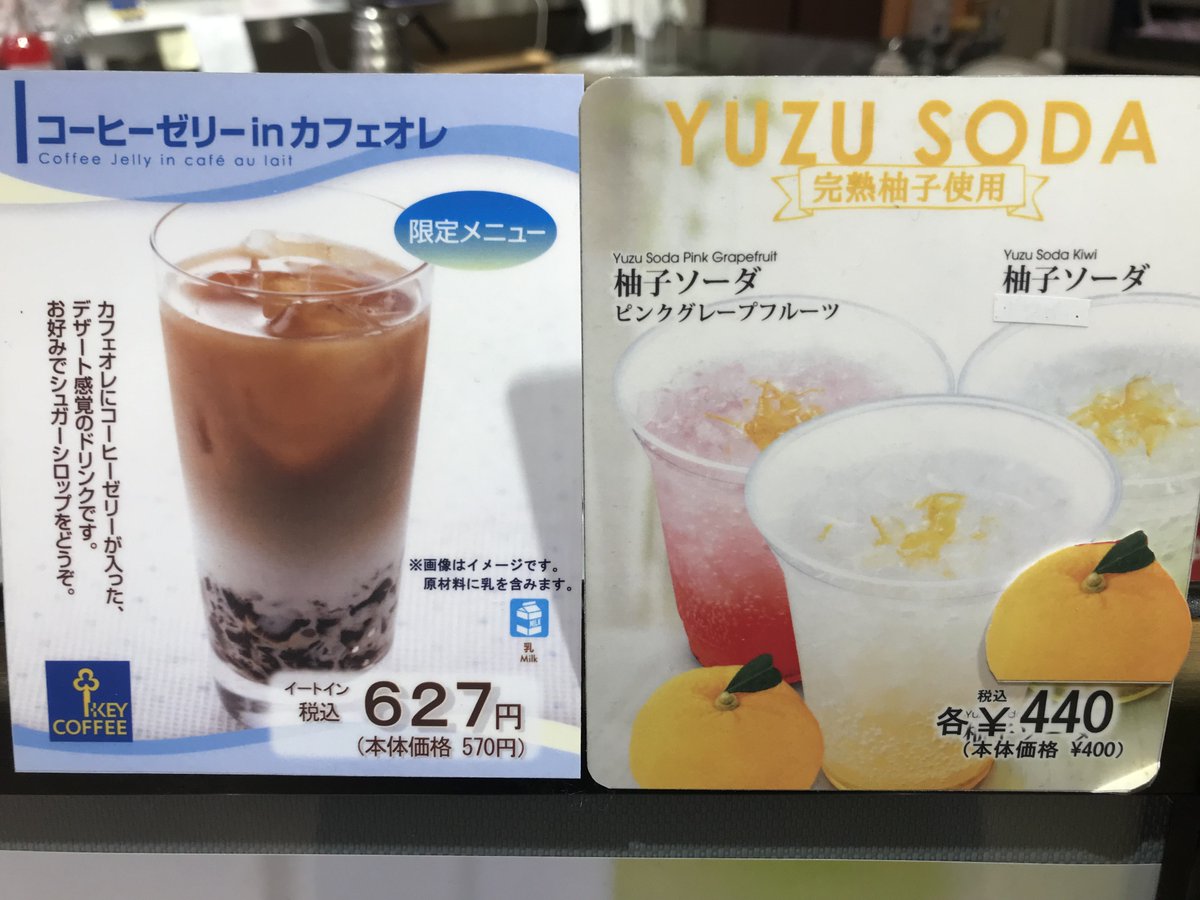 コーヒーゼリーinカフェオレ
Coffee Jelly in café au lait
限定メニュー
カフェオレにコーヒーゼリーが入った、
デザート感覚のドリンクです。
お好みでシュガーシロップをどうぞ。
※画像はイメージです。
原材料に乳を含みます。
MILK
乳
Milk
KEY
COFFEE
イートイン
税込 627円
(本体価格 570円)
YUZU SODA
完熟柚子使用
Yuzu Soda Pink Grapefruit
柚子ソーダ
ピンクグレープフルーツ
Yuzu Soda Kiwi
柚子ソーダ
税込
各¥440
(本体価格 ¥400)